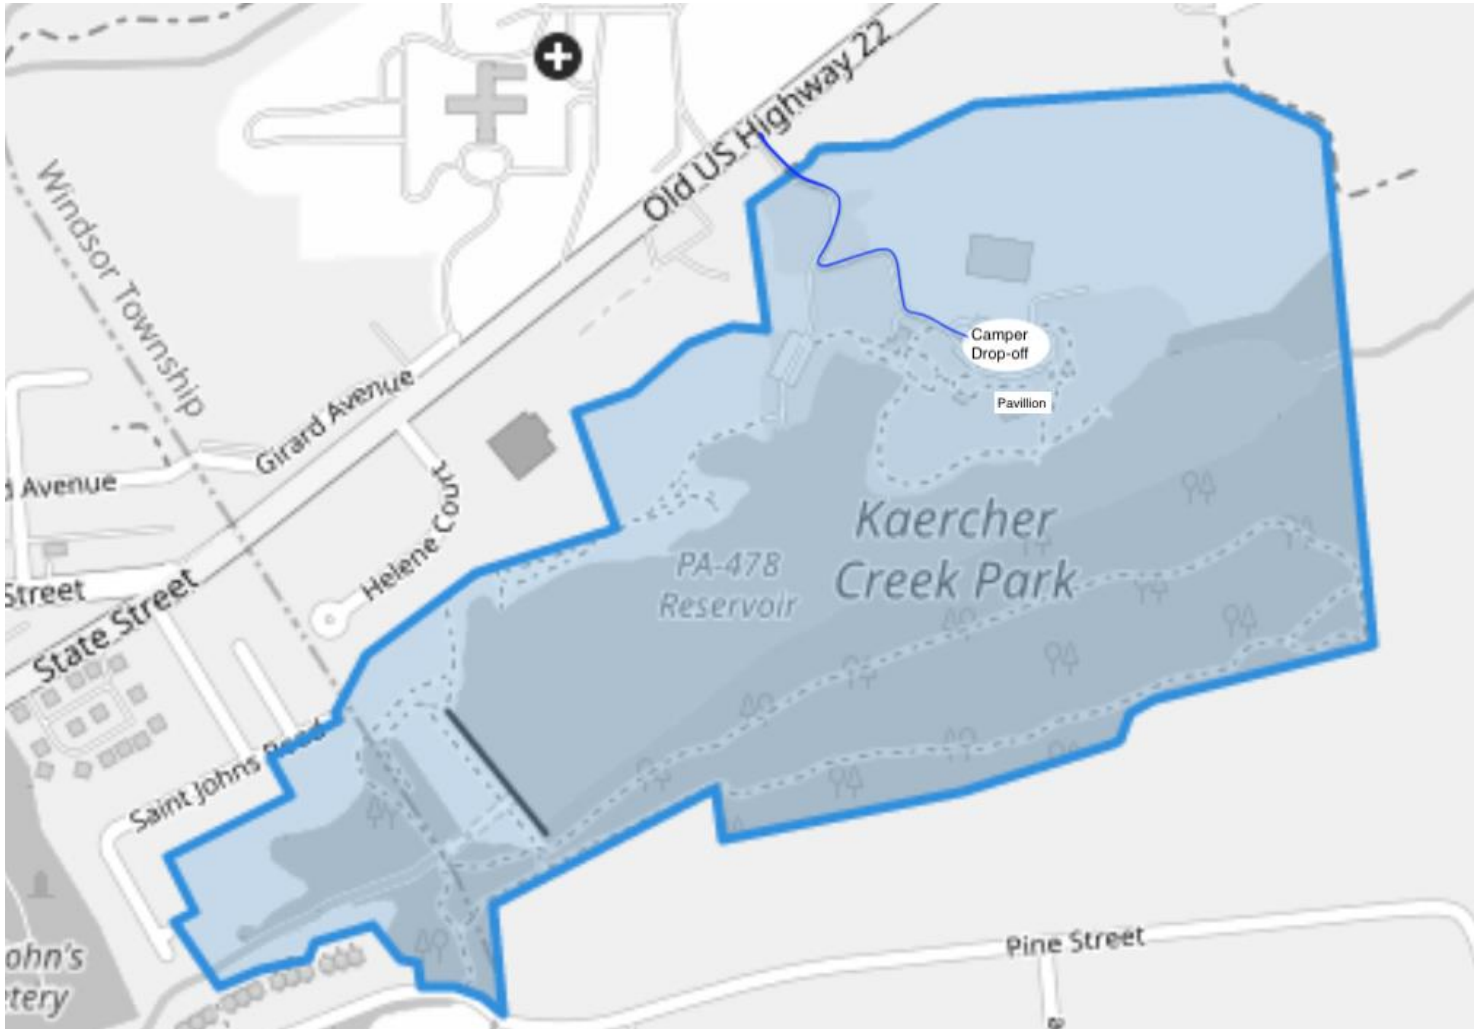 Old US Highway 22
Windsor Township
Camper
Drop-off
Pavillion
Girard Avenue
Avenue
Helene Court
Kaercher
Creek Park
PA-478
Reservoir
Street
State Street
Saint Johns Road
Pine Street
ohn's
tery